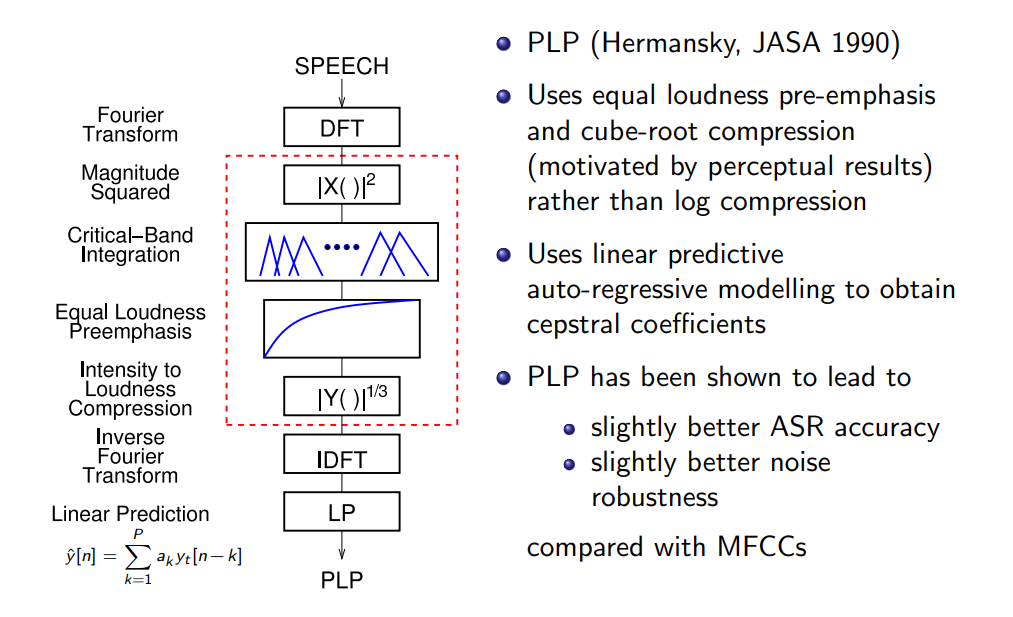 SPEECH
Fourier
Transform
DFT
Magnitude
Squared
|X( )|²
Critical–Band
Integration
Equal Loudness
Preemphasis
Intensity to
Loudness
Compression
|Y( )|^1/3
Inverse
Fourier
Transform
IDFT
Linear Prediction
LP
ŷ[n] = ∑_{k=1}^{P} a_k y_t[n − k]
PLP
PLP (Hermansky, JASA 1990)
Uses equal loudness pre-emphasis
and cube-root compression
(motivated by perceptual results)
rather than log compression
Uses linear predictive
auto-regressive modelling to obtain
cepstral coefficients
PLP has been shown to lead to
slightly better ASR accuracy
slightly better noise
robustness
compared with MFCCs